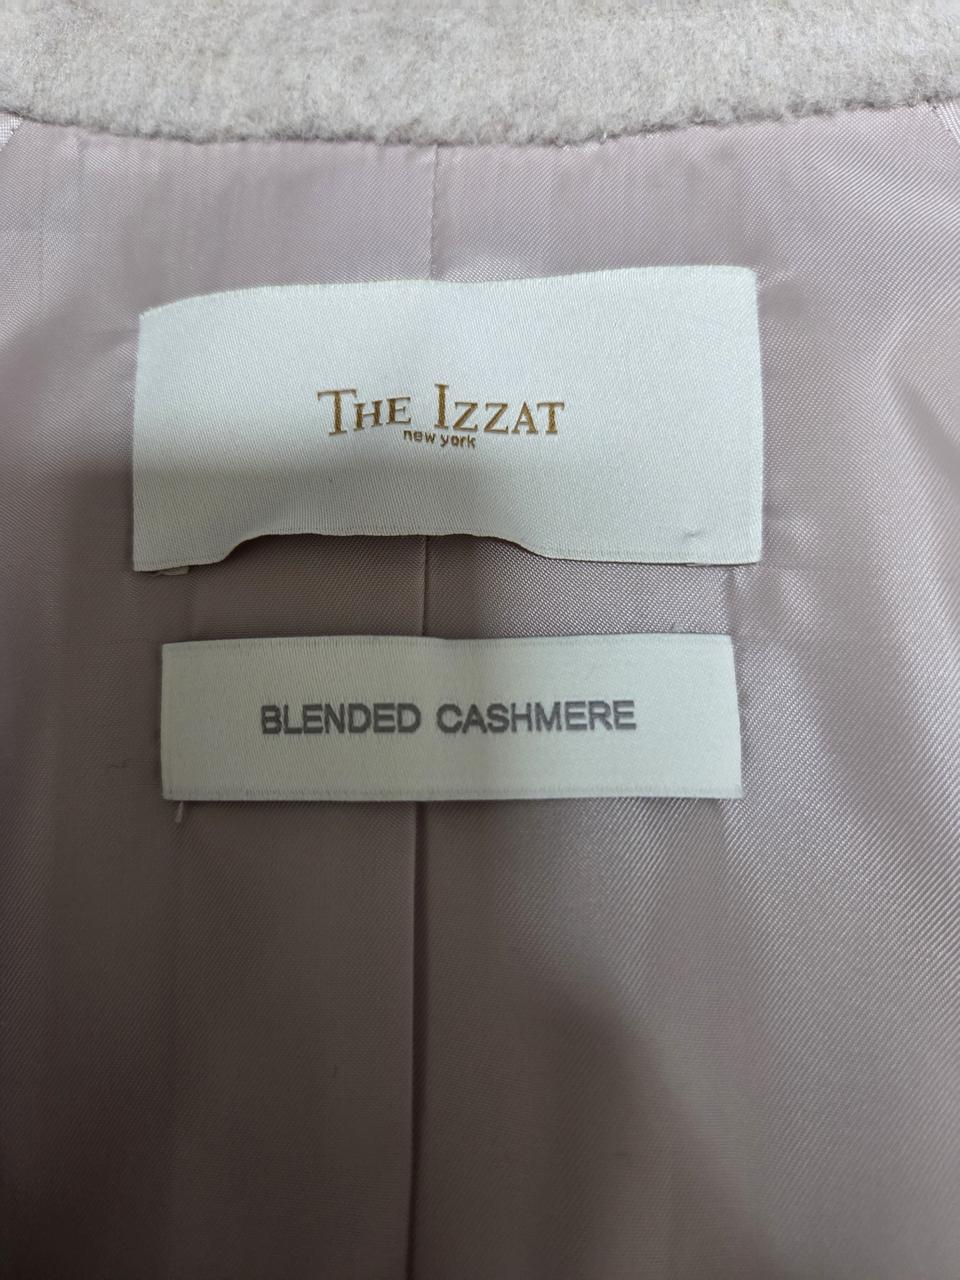 THE IZZAT
new york
BLENDED CASHMERE